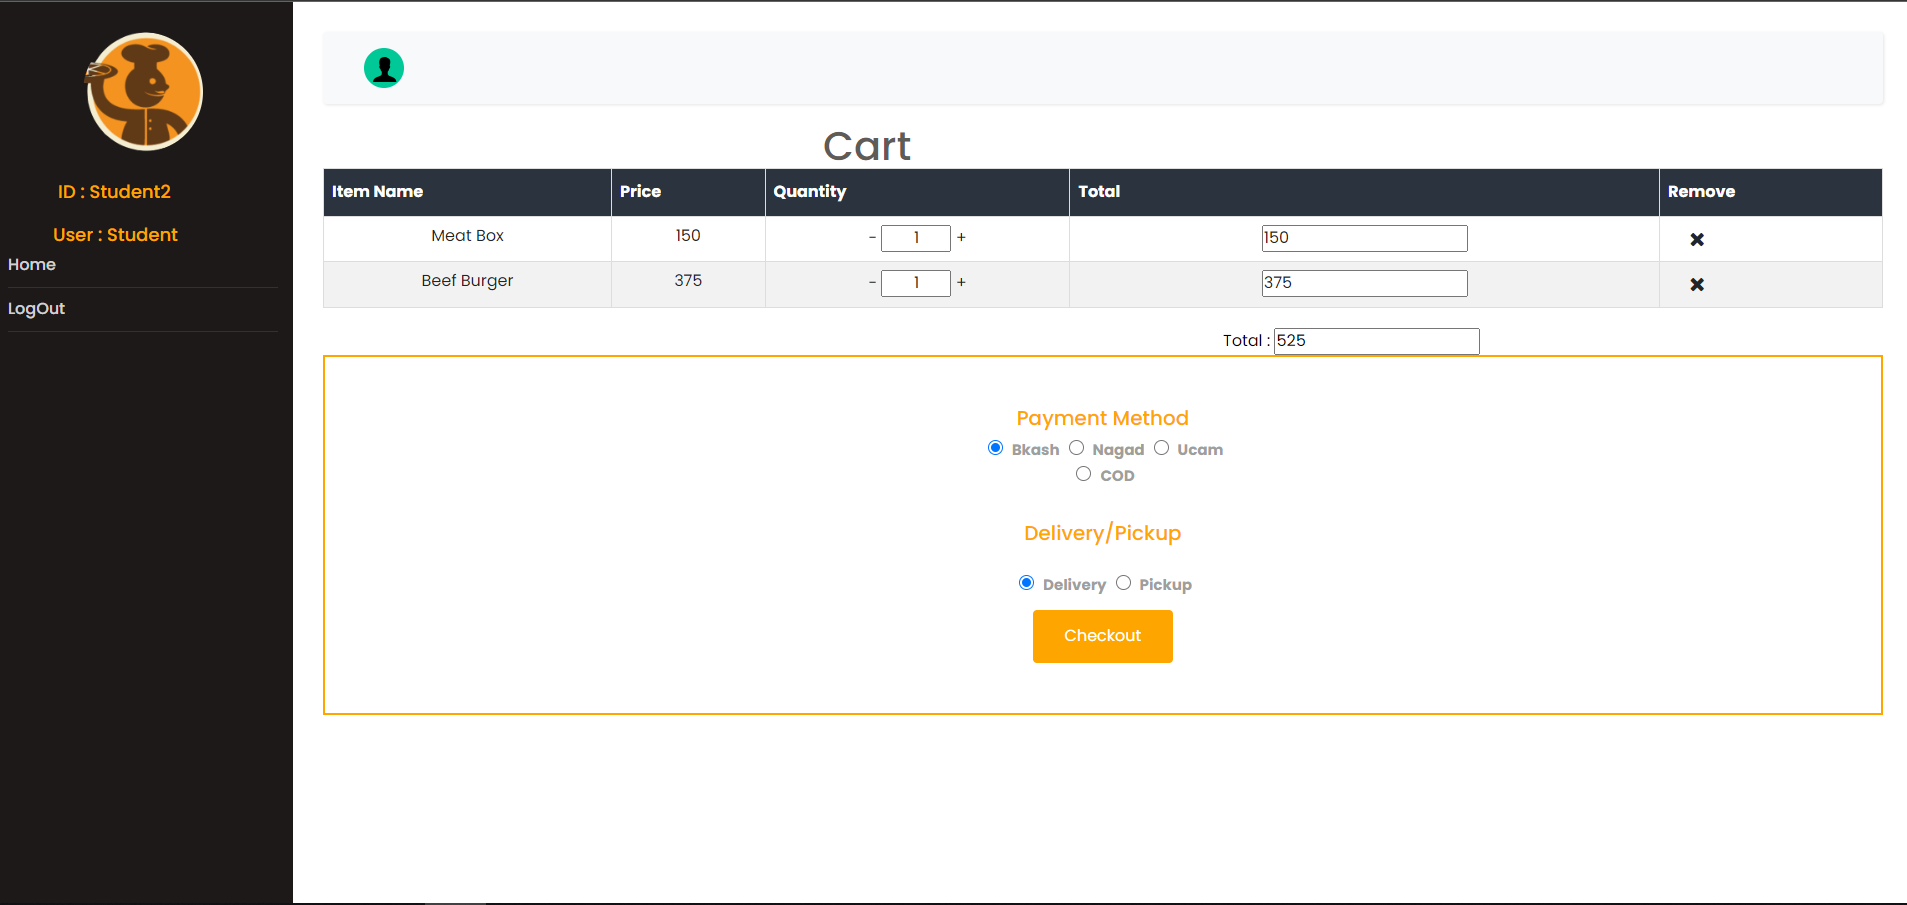 ID : Student2
User : Student
Home
LogOut
Cart
Item Name Price Quantity Total Remove
Meat Box 150 - 1 + 150 ✖
Beef Burger 375 - 1 + 375 ✖
Total : 525
Payment Method
Bkash Nagad Ucam
COD
Delivery/Pickup
Delivery Pickup
Checkout